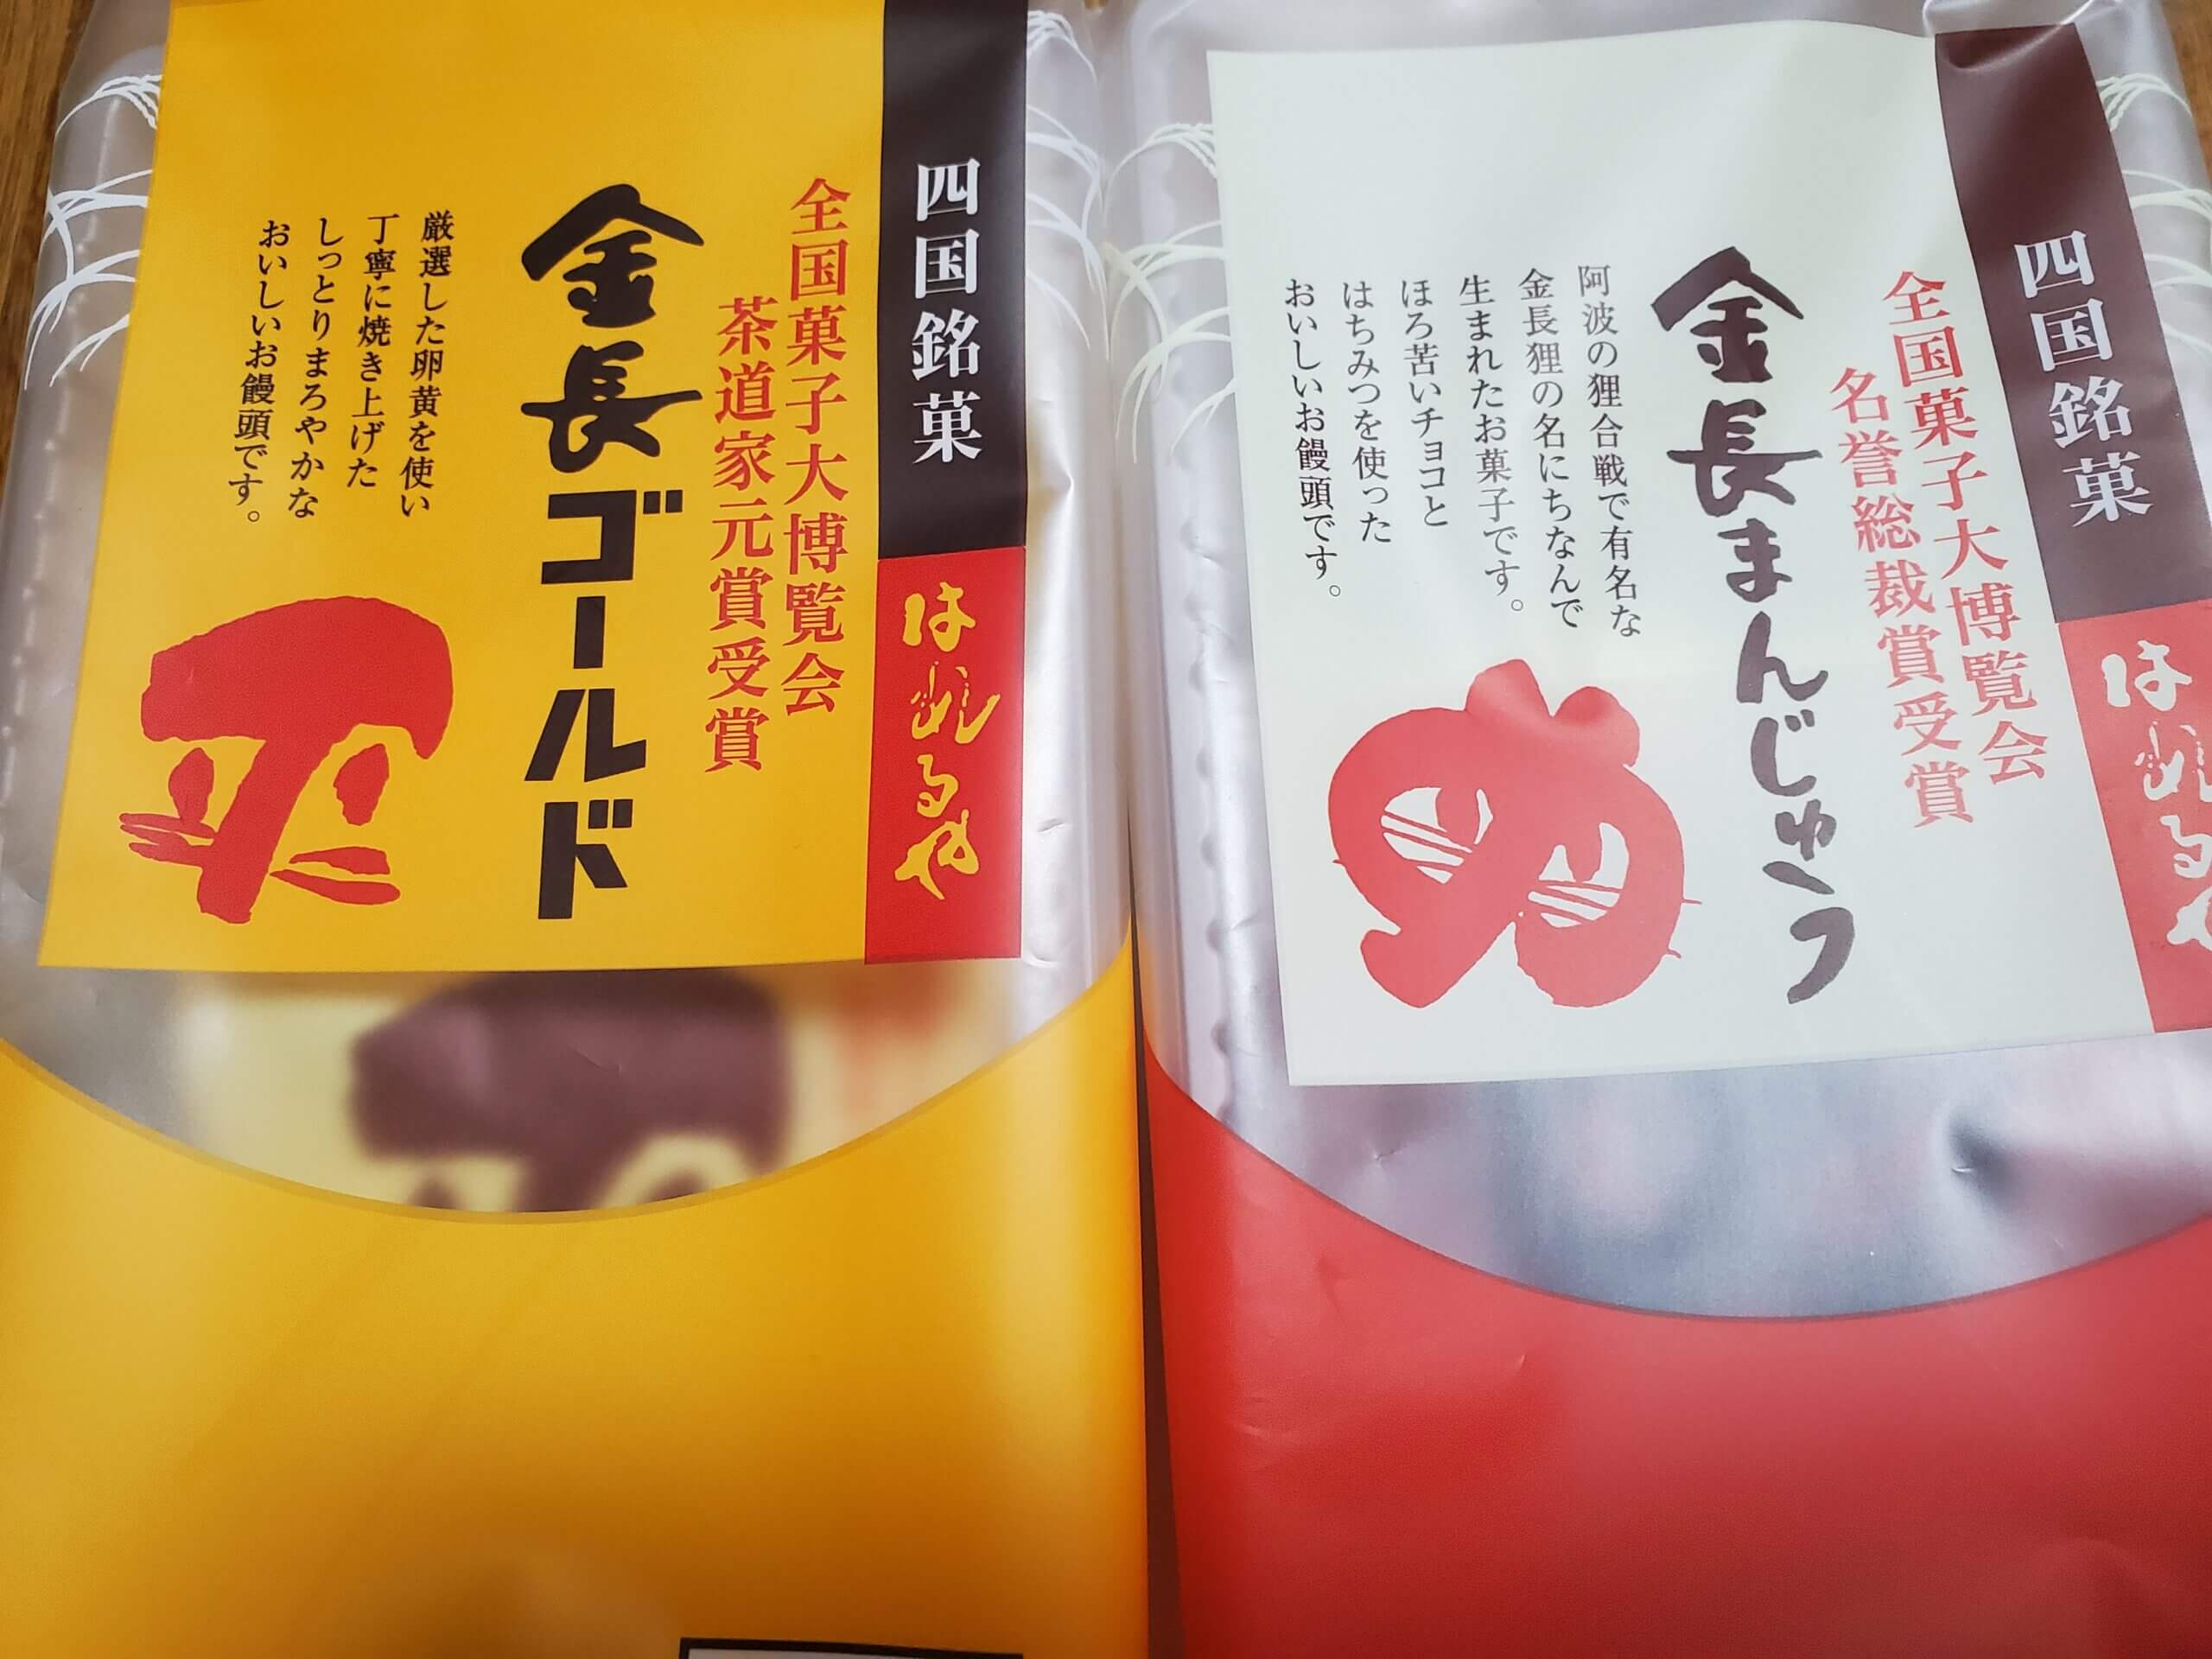 四国銘菓
はれるや
全国菓子大博覧会
茶道家元賞受賞
金長ゴールド
厳選した卵黄を使い
丁寧に焼き上げた
しっとりまろやかな
おいしいお饅頭です。
四国銘菓
はれるや
全国菓子大博覧会
名誉総裁賞受賞
金長まんじゅう
阿波の狸合戦で有名な
金長狸の名にちなんで
生まれたお菓子です。
ほろ苦いチョコと
はちみつを使った
おいしいお饅頭です。